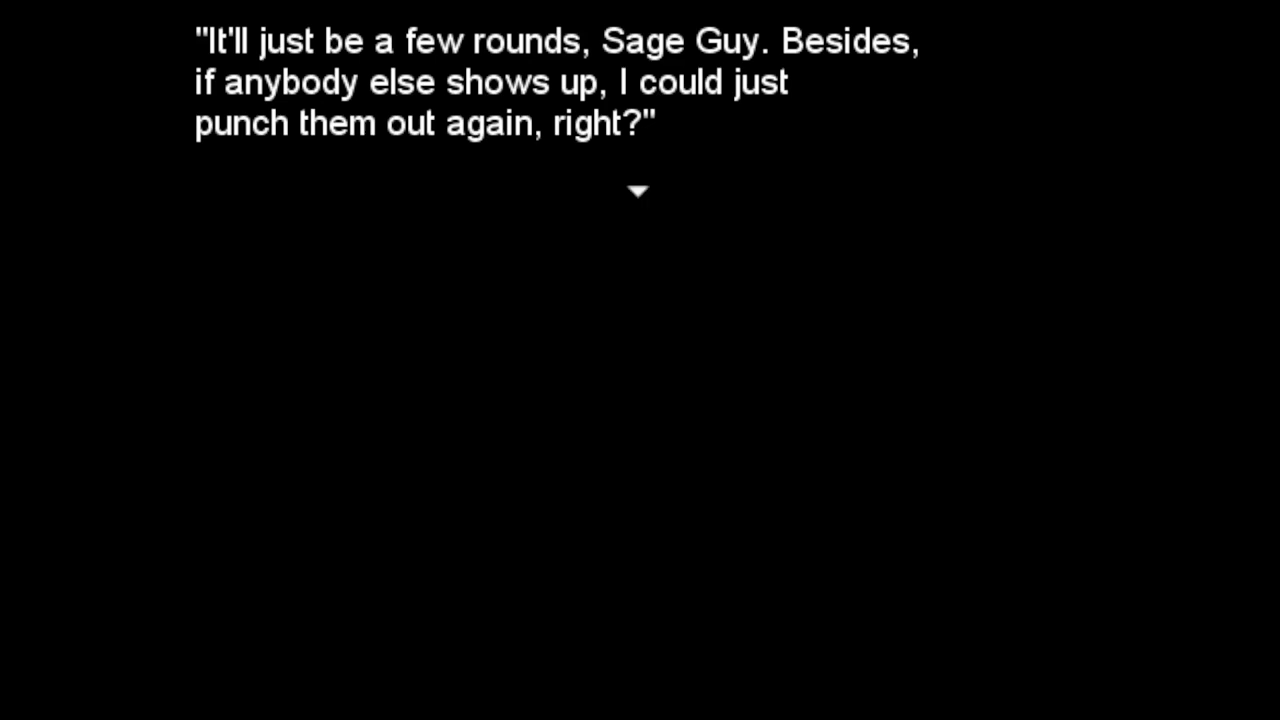 "It'll just be a few rounds, Sage Guy. Besides,
if anybody else shows up, I could just
punch them out again, right?"